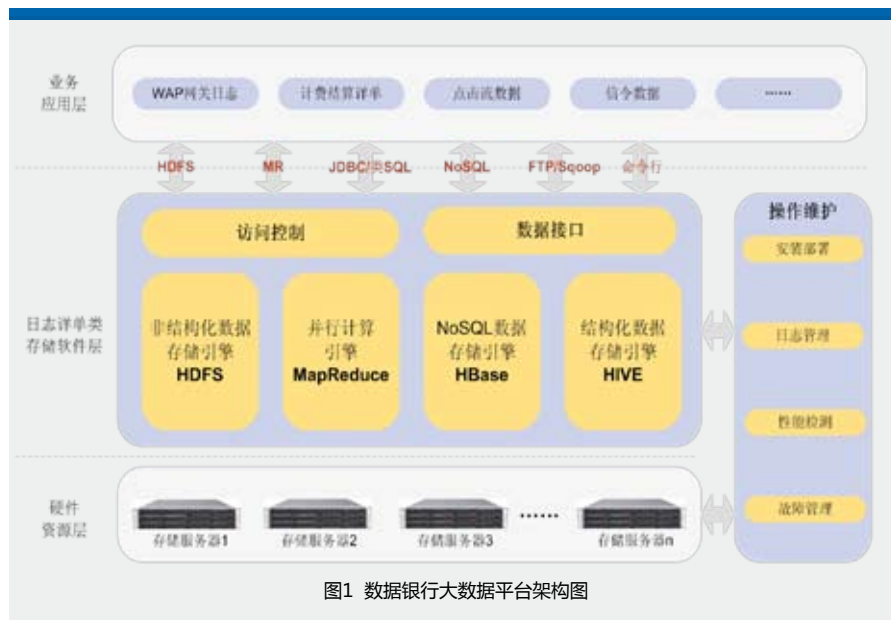 业务
应用层
WAP网关日志
计费结算详单
点击流数据
信令数据
......
HDFS
MR
JDBC/类SQL
NoSQL
FTP/Sqoop
命令行
日志详单类
存储软件层
访问控制
数据接口
非结构化数据
存储引擎
HDFS
并行计算
引擎
MapReduce
NoSQL数据
存储引擎
HBase
结构化数据
存储引擎
HIVE
操作维护
安装部署
日志管理
性能检测
故障管理
硬件
资源层
存储服务器1
存储服务器2
存储服务器3
......
存储服务器n
图1 数据银行大数据平台架构图